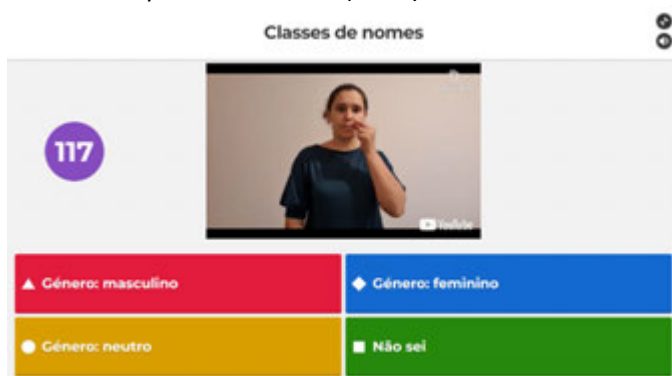 Classes de nomes
117
YouTube
Género: masculino
Género: feminino
Género: neutro
Não sei